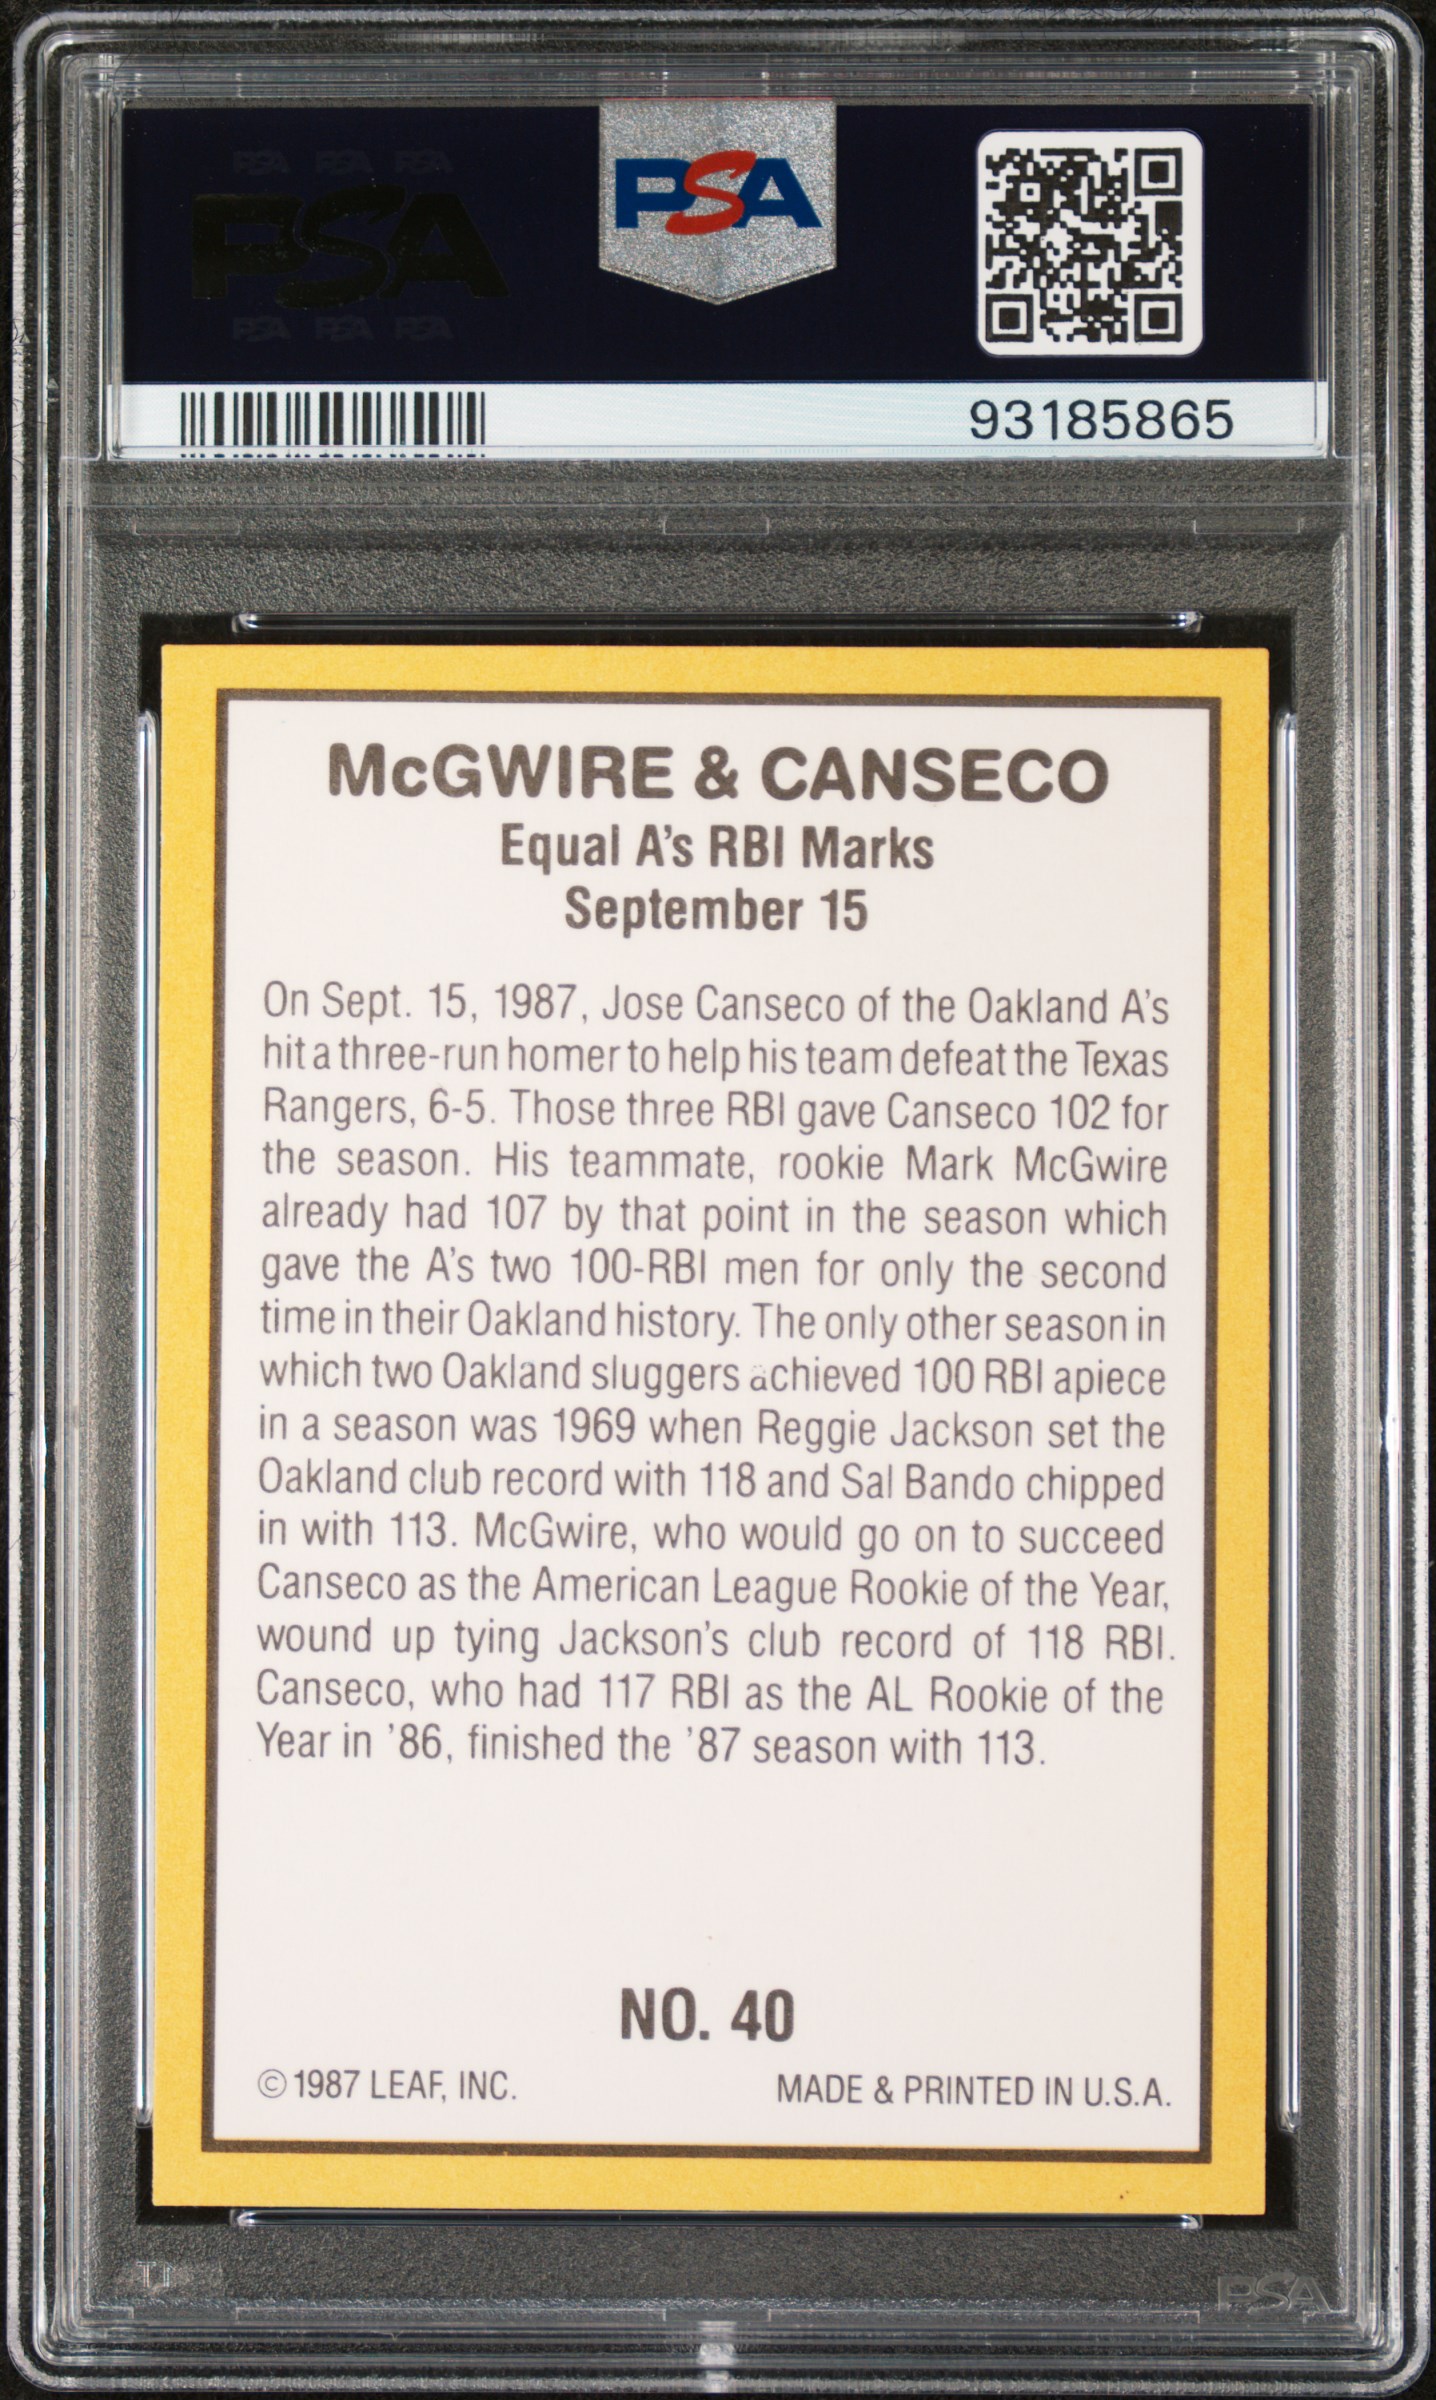 PSA PSA PSA
PSA
PSA PSA PSA
PSA
93185865
McGWIRE & CANSECO
Equal A's RBI Marks
September 15
On Sept. 15, 1987, Jose Canseco of the Oakland A's
hit a three-run homer to help his team defeat the Texas
Rangers, 6-5. Those three RBI gave Canseco 102 for
the season. His teammate, rookie Mark McGwire
already had 107 by that point in the season which
gave the A's two 100-RBI men for only the second
time in their Oakland history. The only other season in
which two Oakland sluggers achieved 100 RBI apiece
in a season was 1969 when Reggie Jackson set the
Oakland club record with 118 and Sal Bando chipped
in with 113. McGwire, who would go on to succeed
Canseco as the American League Rookie of the Year,
wound up tying Jackson's club record of 118 RBI.
Canseco, who had 117 RBI as the AL Rookie of the
Year in '86, finished the '87 season with 113.
NO. 40
© 1987 LEAF, INC.
MADE & PRINTED IN U.S.A.
PSA